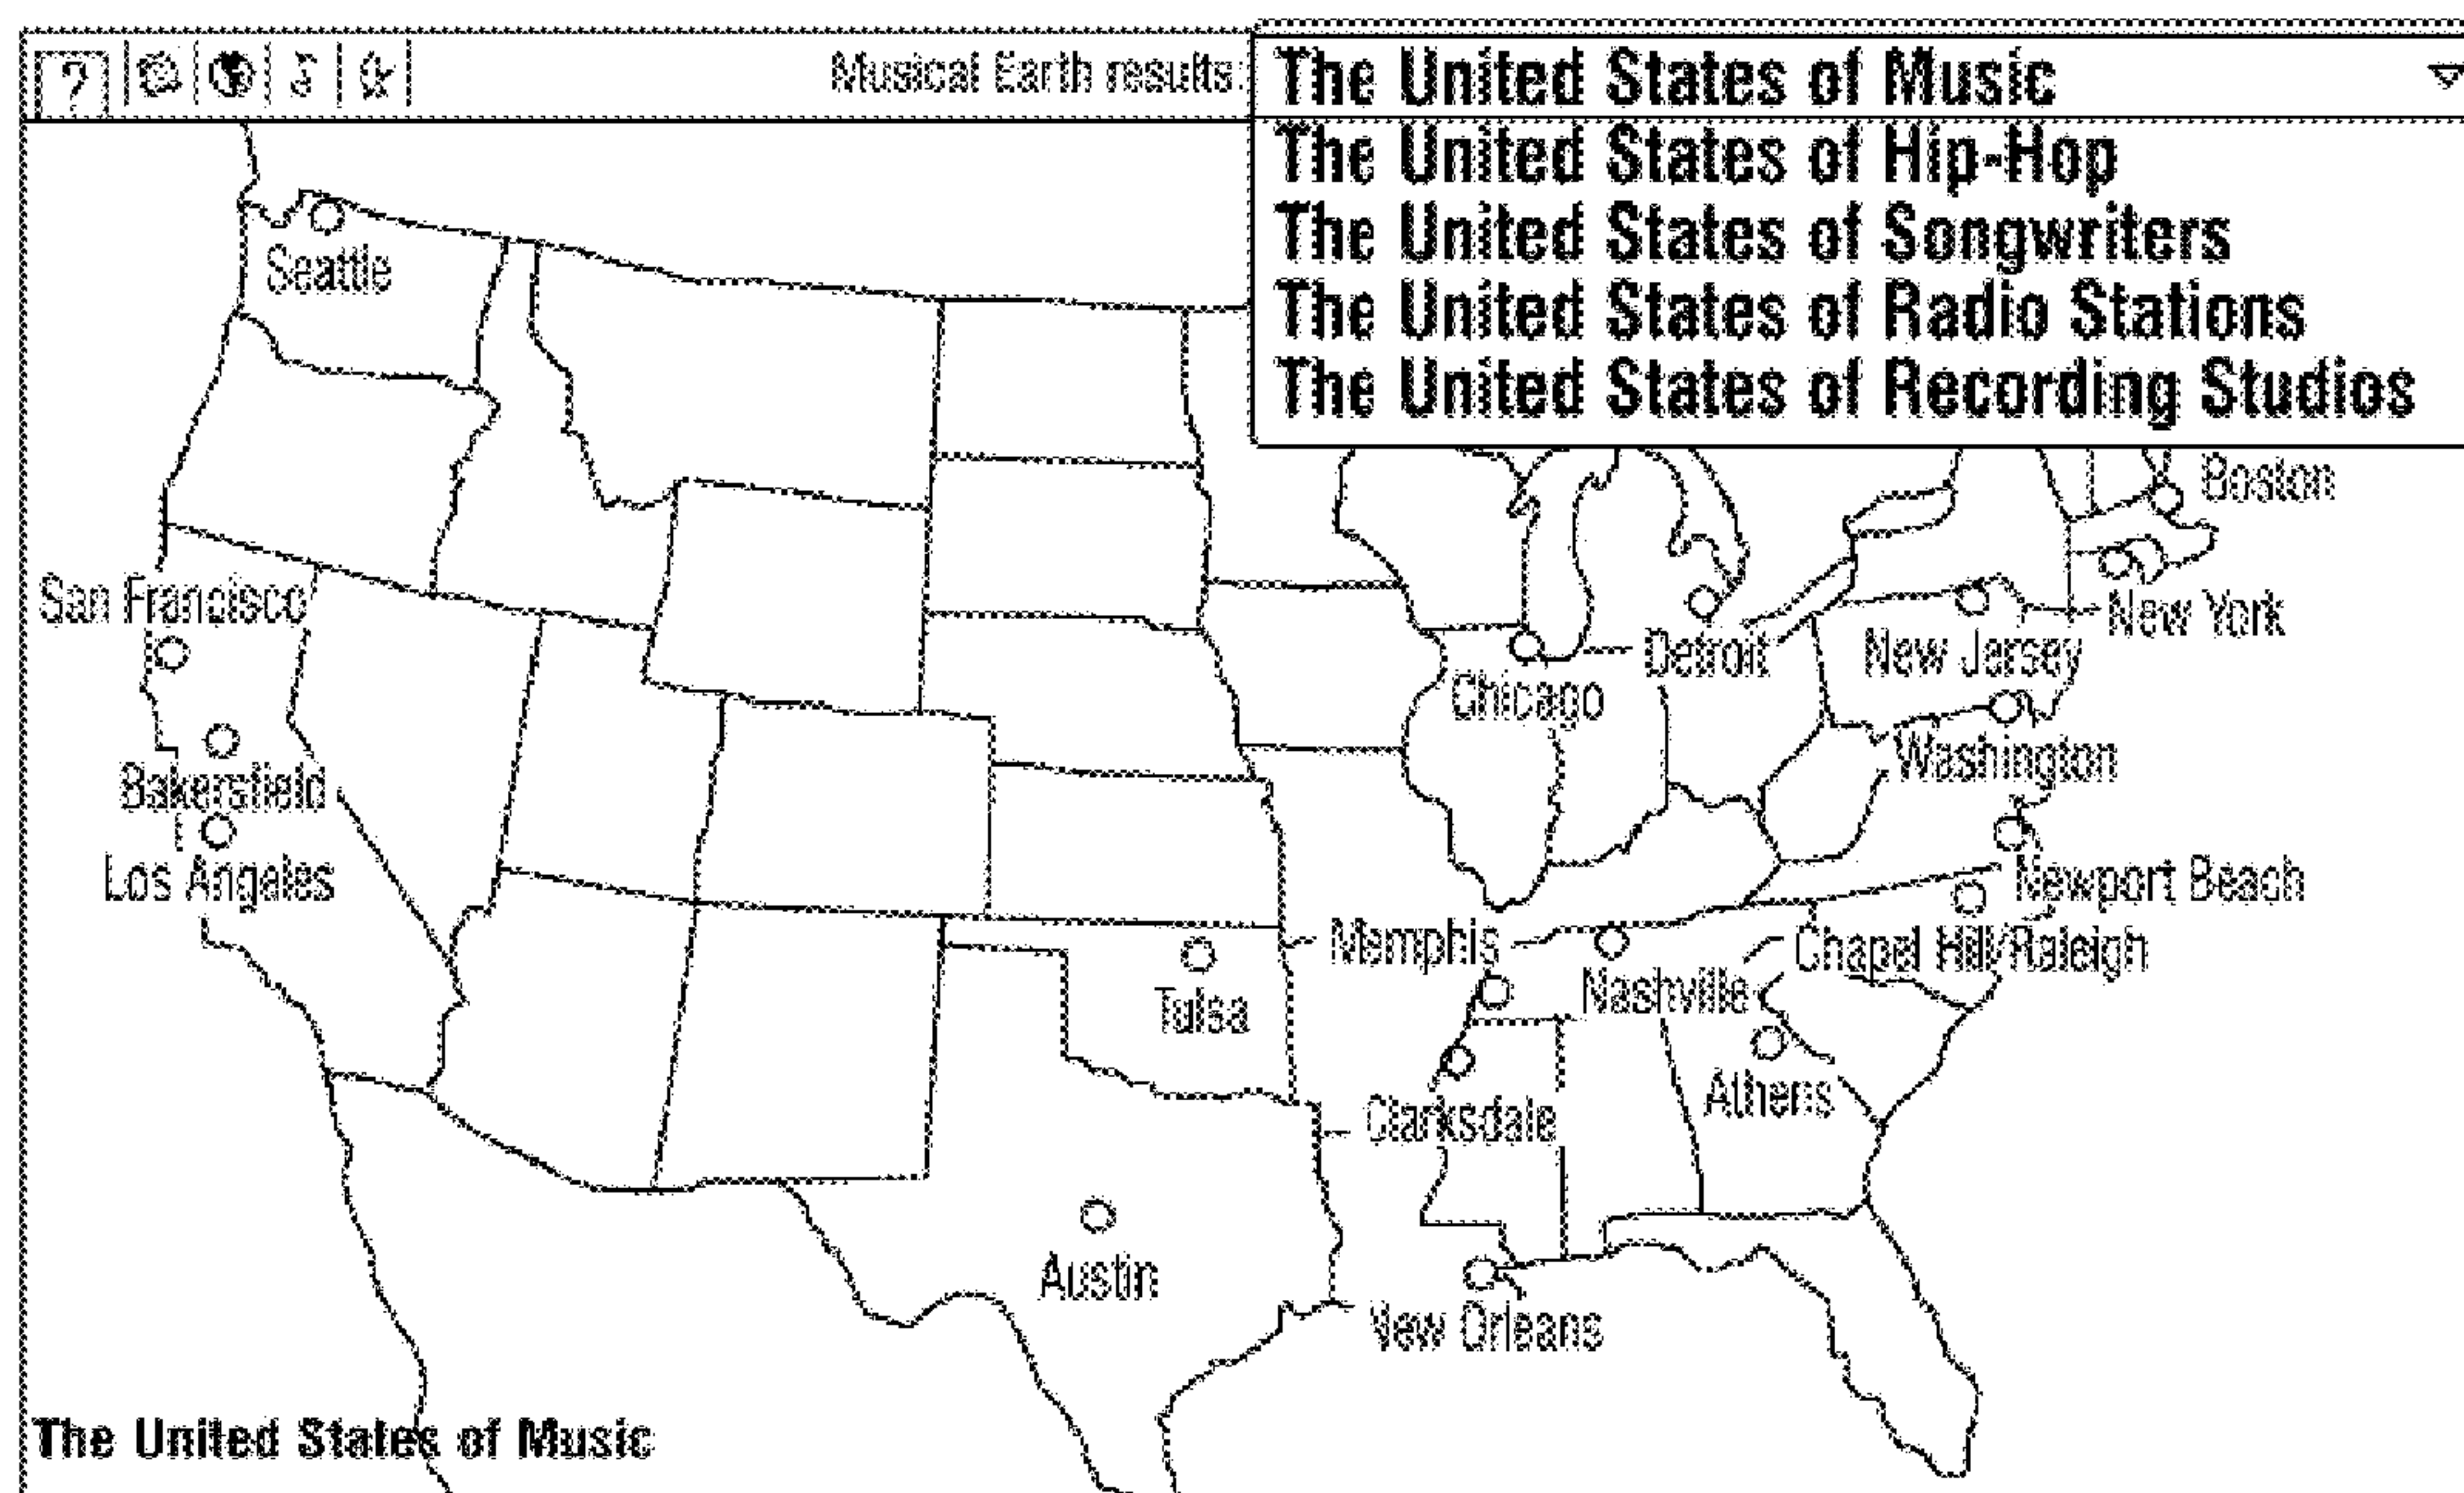 ? Musical Earth results: The United States of Music
The United States of Hip-Hop
The United States of Songwriters
The United States of Radio Stations
The United States of Recording Studios
Seattle
Boston
San Francisco
New York
Detroit
New Jersey
Chicago
Washington
Bakersfield
Los Angales
Newport Beach
Memphis
Chapel Hill/Raleigh
Nashville
Tulsa
Athens
Clarksdale
Austin
New Orleans
The United States of Music